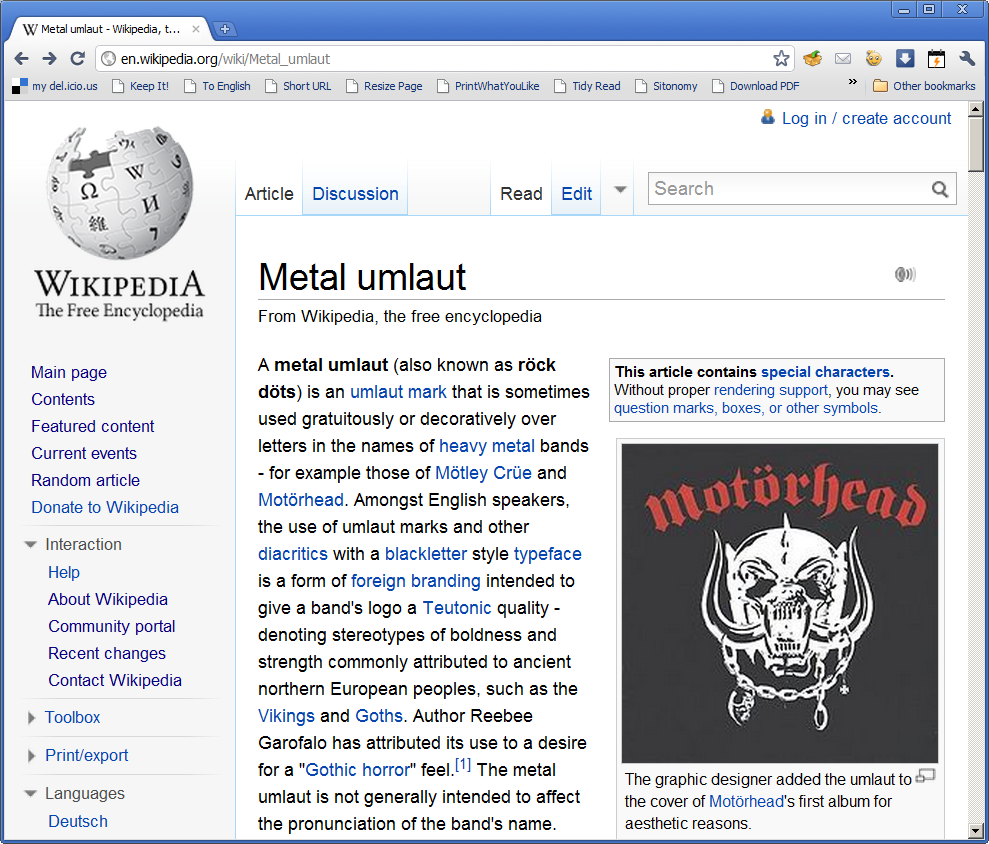 Metal umlaut - Wikipedia, t...
en.wikipedia.org/wiki/Metal_umlaut
my del.icio.us Keep It! To English Short URL Resize Page PrintWhatYouLike Tidy Read Sitonomy Download PDF » Other bookmarks
Log in / create account
Article Discussion Read Edit Search
WIKIPEDIA
The Free Encyclopedia
Main page
Contents
Featured content
Current events
Random article
Donate to Wikipedia
Interaction
Help
About Wikipedia
Community portal
Recent changes
Contact Wikipedia
Toolbox
Print/export
Languages
Deutsch
Metal umlaut
From Wikipedia, the free encyclopedia
A metal umlaut (also known as röck
döts) is an umlaut mark that is sometimes
used gratuitously or decoratively over
letters in the names of heavy metal bands
- for example those of Mötley Crüe and
Motörhead. Amongst English speakers,
the use of umlaut marks and other
diacritics with a blackletter style typeface
is a form of foreign branding intended to
give a band's logo a Teutonic quality -
denoting stereotypes of boldness and
strength commonly attributed to ancient
northern European peoples, such as the
Vikings and Goths. Author Reebee
Garofalo has attributed its use to a desire
for a "Gothic horror" feel.[1] The metal
umlaut is not generally intended to affect
the pronunciation of the band's name.
This article contains special characters.
Without proper rendering support, you may see
question marks, boxes, or other symbols.
motörhead
The graphic designer added the umlaut to
the cover of Motörhead's first album for
aesthetic reasons.